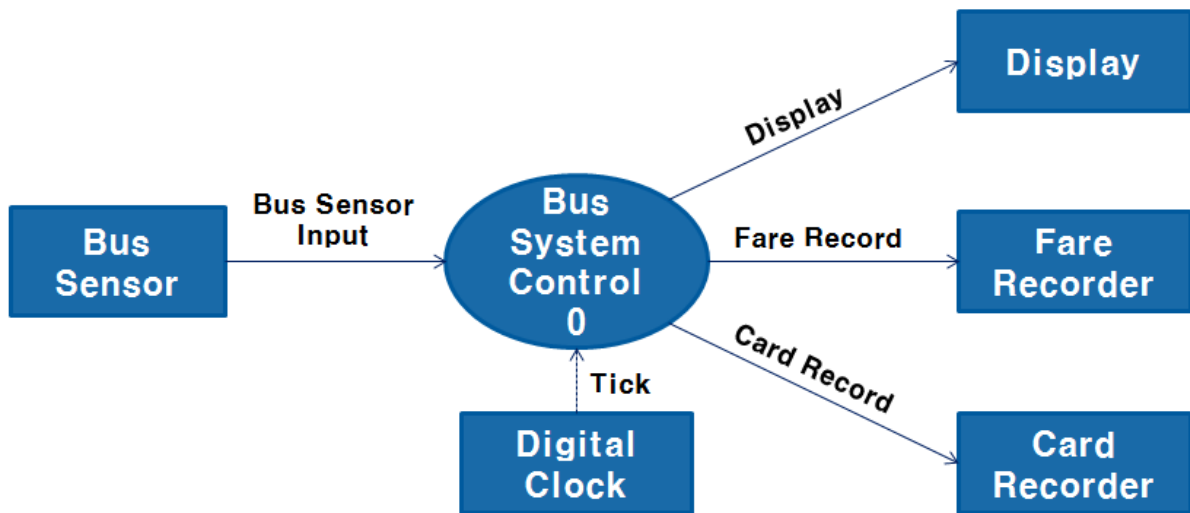 Display
Display
Bus Sensor
Input
Bus
Sensor
Bus
System
Control
0
Fare Record
Fare
Recorder
Card Record
Tick
Digital
Clock
Card
Recorder